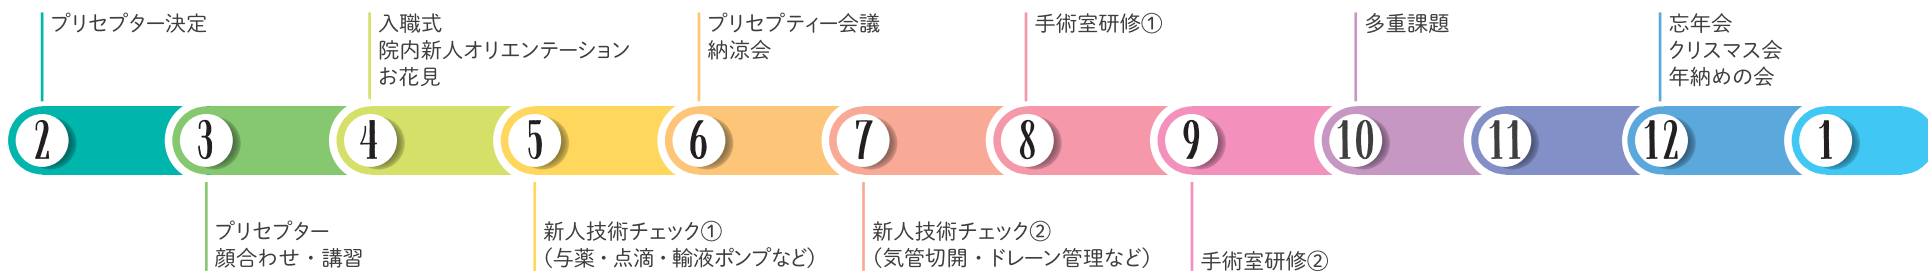 プリセプター決定
入職式
院内新人オリエンテーション
お花見
プリセプティー会議
納涼会
手術室研修①
多重課題
忘年会
クリスマス会
年納めの会
2
3
4
5
6
7
8
9
10
11
12
1
プリセプター
顔合わせ・講習
新人技術チェック①
（与薬・点滴・輸液ポンプなど）
新人技術チェック②
（気管切開・ドレーン管理など）
手術室研修②